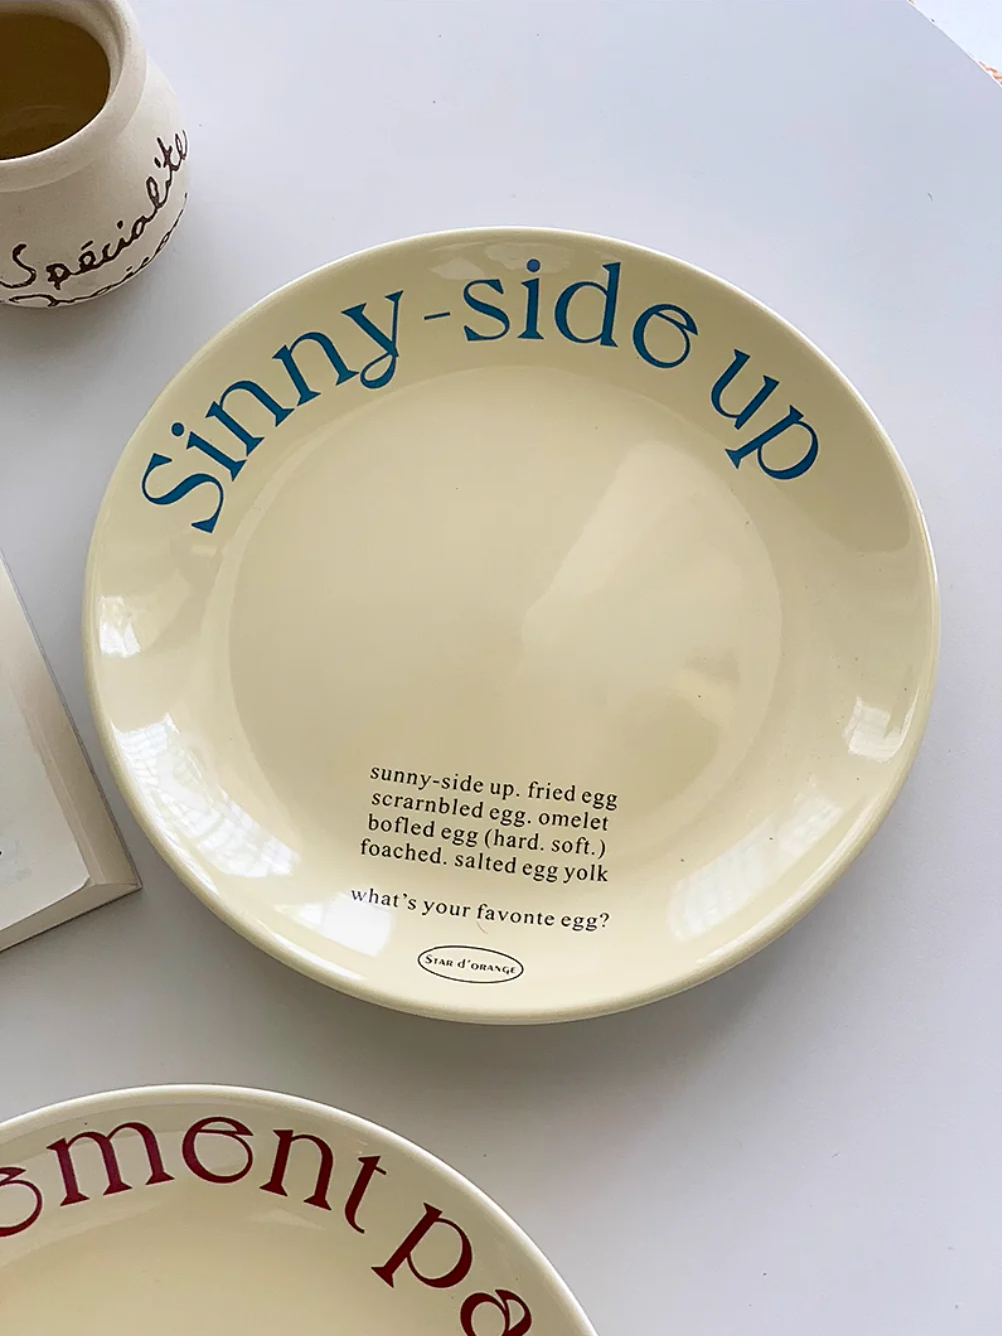 Spécialité
Sinny-side up
sunny-side up. fried egg
scrarnbled egg. omelet
bofled egg (hard. soft.)
foached. salted egg yolk
what's your favonte egg?
STAR d'ORANGE
ement pa